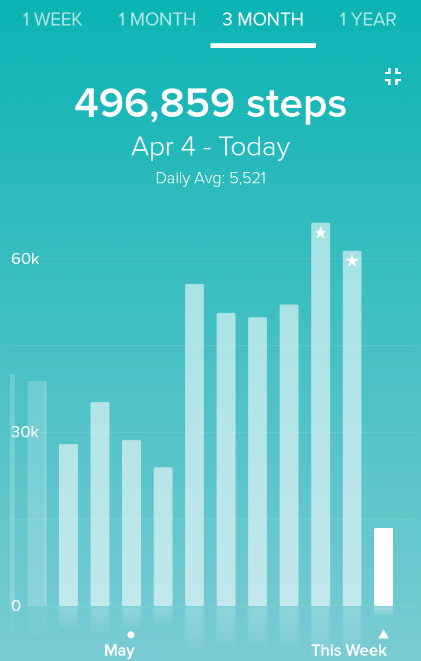 1 WEEK 1 MONTH 3 MONTH 1 YEAR
496,859 steps
Apr 4 - Today
Daily Avg: 5,521
60k
30k
0
May This Week